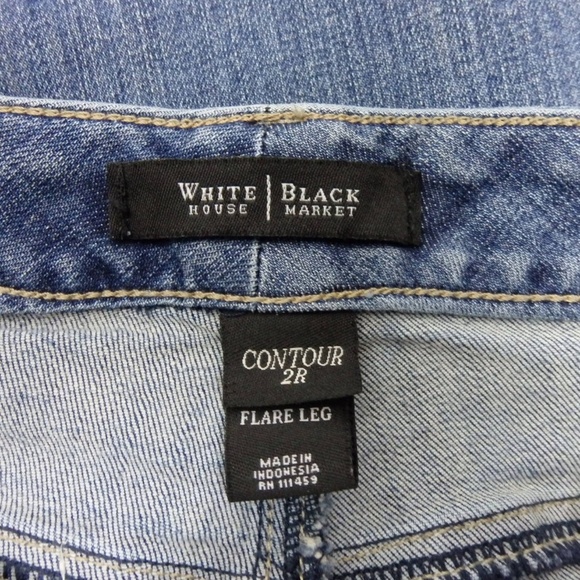 WHITE | BLACK
HOUSE MARKET
CONTOUR
2R
FLARE LEG
MADE IN
INDONESIA
RN 111459